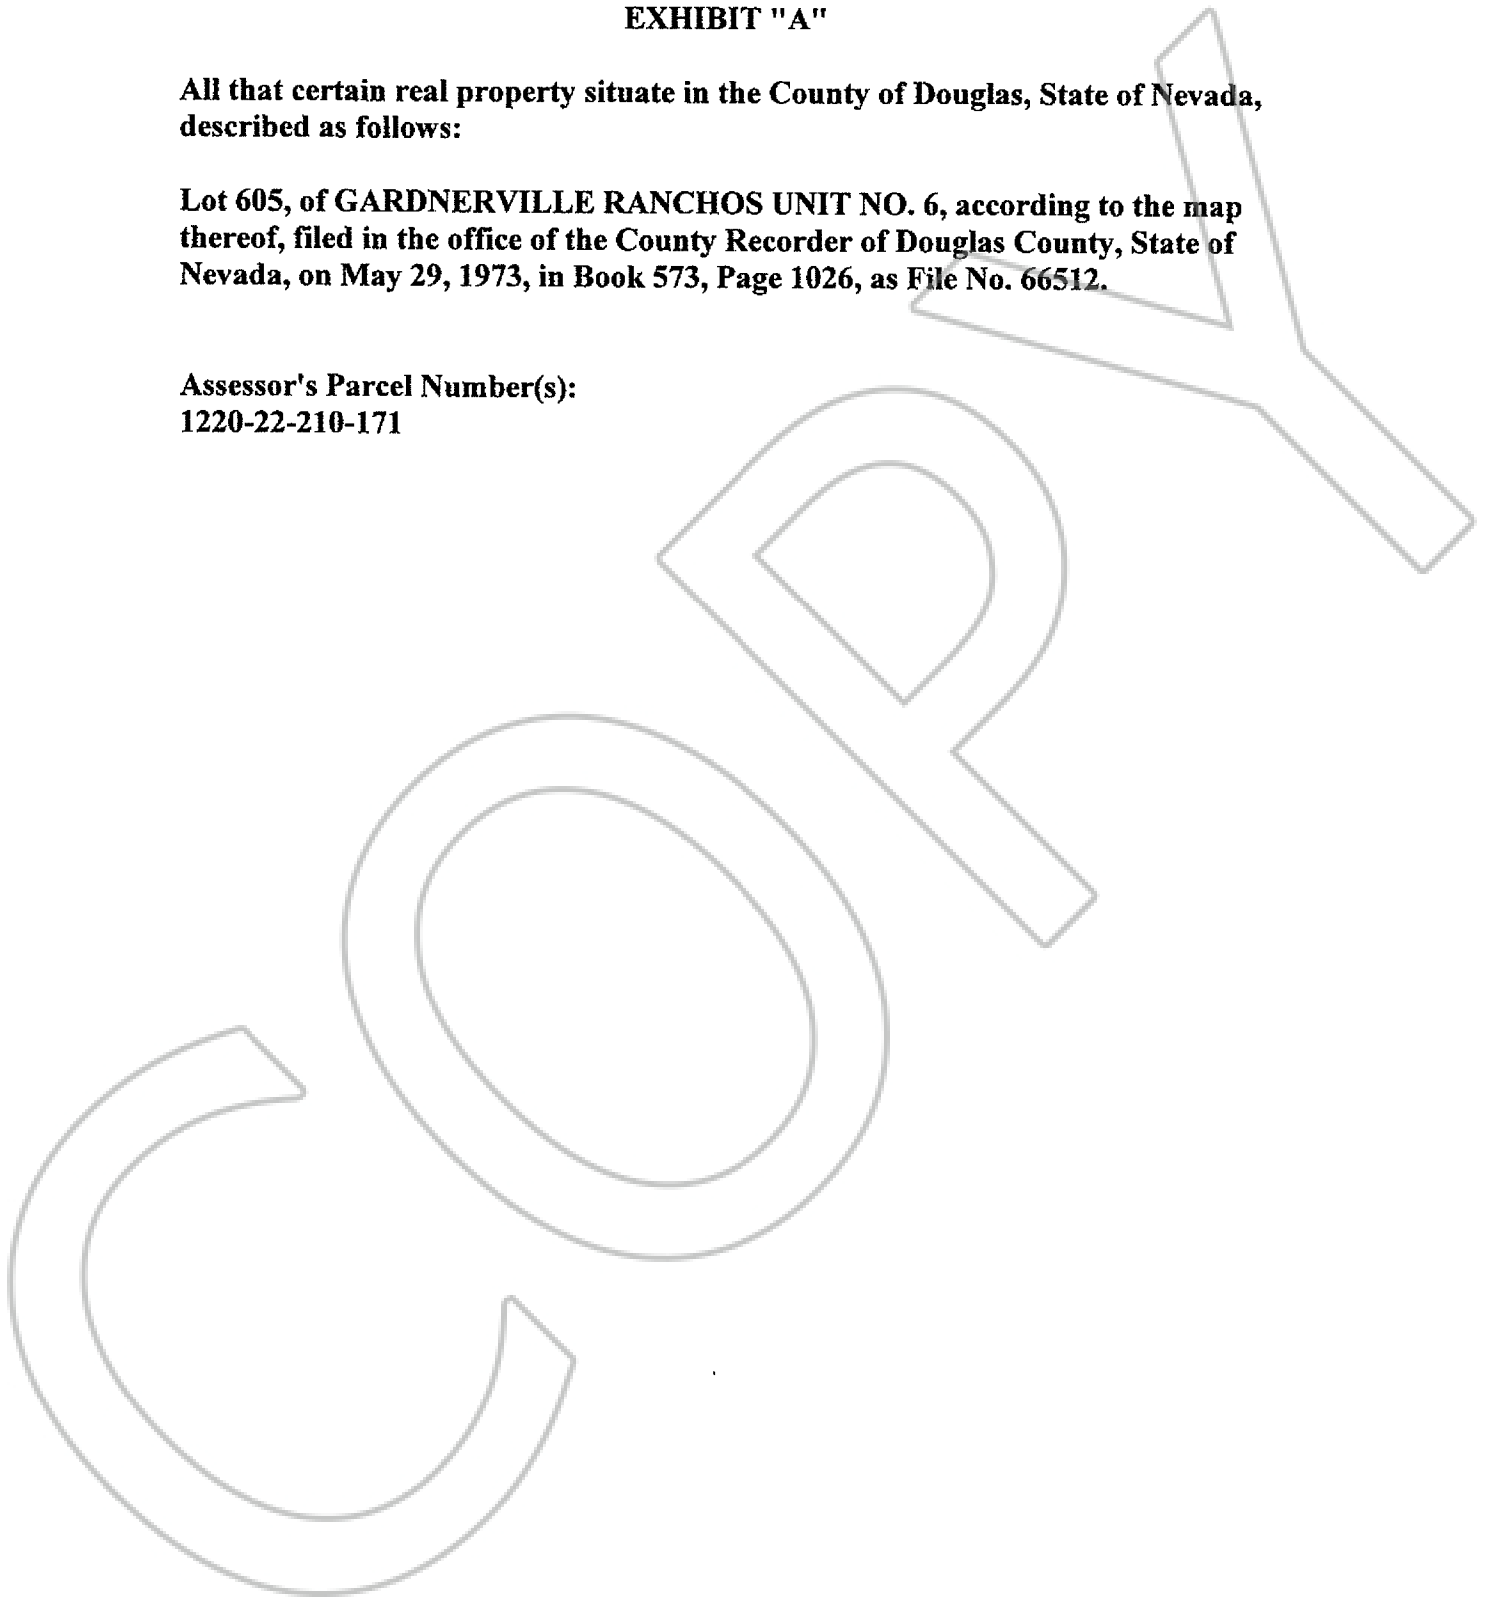 EXHIBIT "A"
All that certain real property situate in the County of Douglas, State of Nevada,
described as follows:
Lot 605, of GARDNERVILLE RANCHOS UNIT NO. 6, according to the map
thereof, filed in the office of the County Recorder of Douglas County, State of
Nevada, on May 29, 1973, in Book 573, Page 1026, as File No. 66512.
Assessor's Parcel Number(s):
1220-22-210-171
COPY